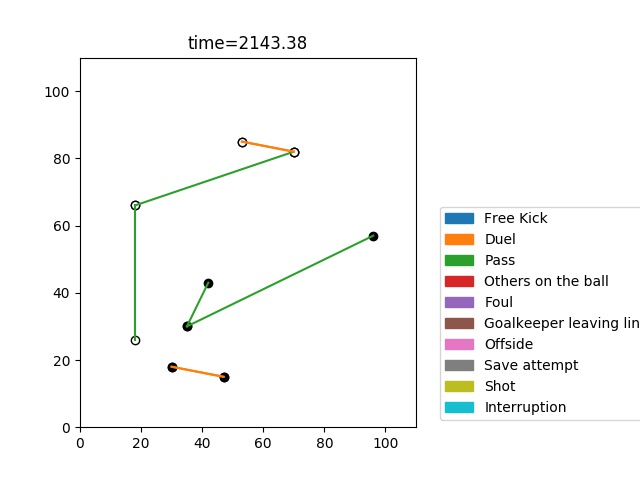 time=2143.38
100
80
60
40
20
0
0 20 40 60 80 100
Free Kick
Duel
Pass
Others on the ball
Foul
Goalkeeper leaving lin
Offside
Save attempt
Shot
Interruption